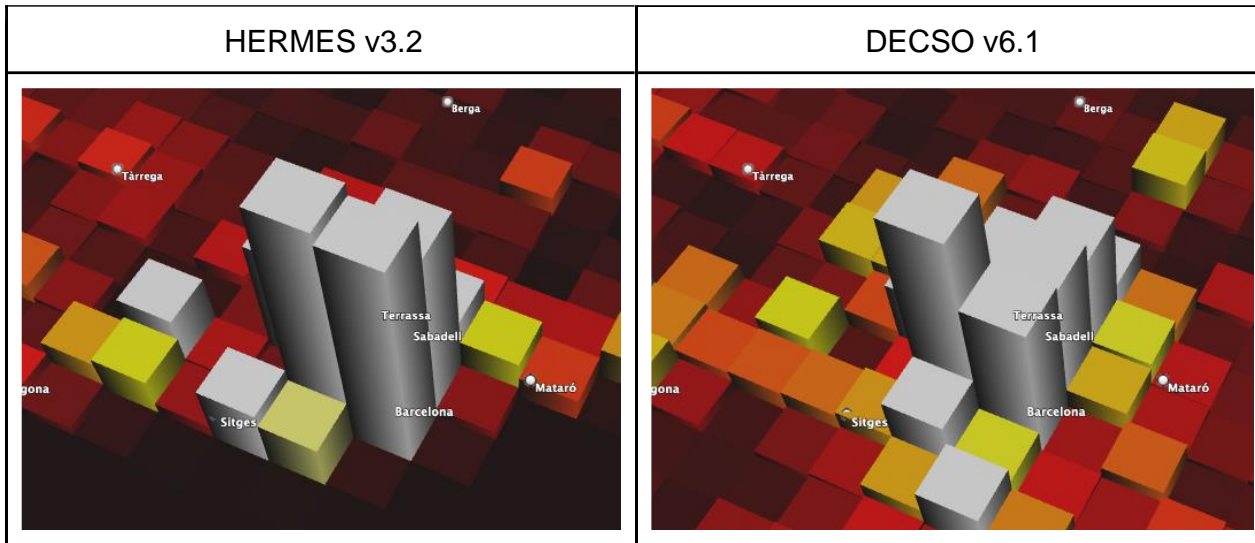 HERMES v3.2
DECSO v6.1
Berga
Tàrrega
Terrassa
Sabadell
gona
Mataró
Sitges
Barcelona
Berga
Tàrrega
Terrassa
Sabadell
gona
Mataró
Sitges
Barcelona